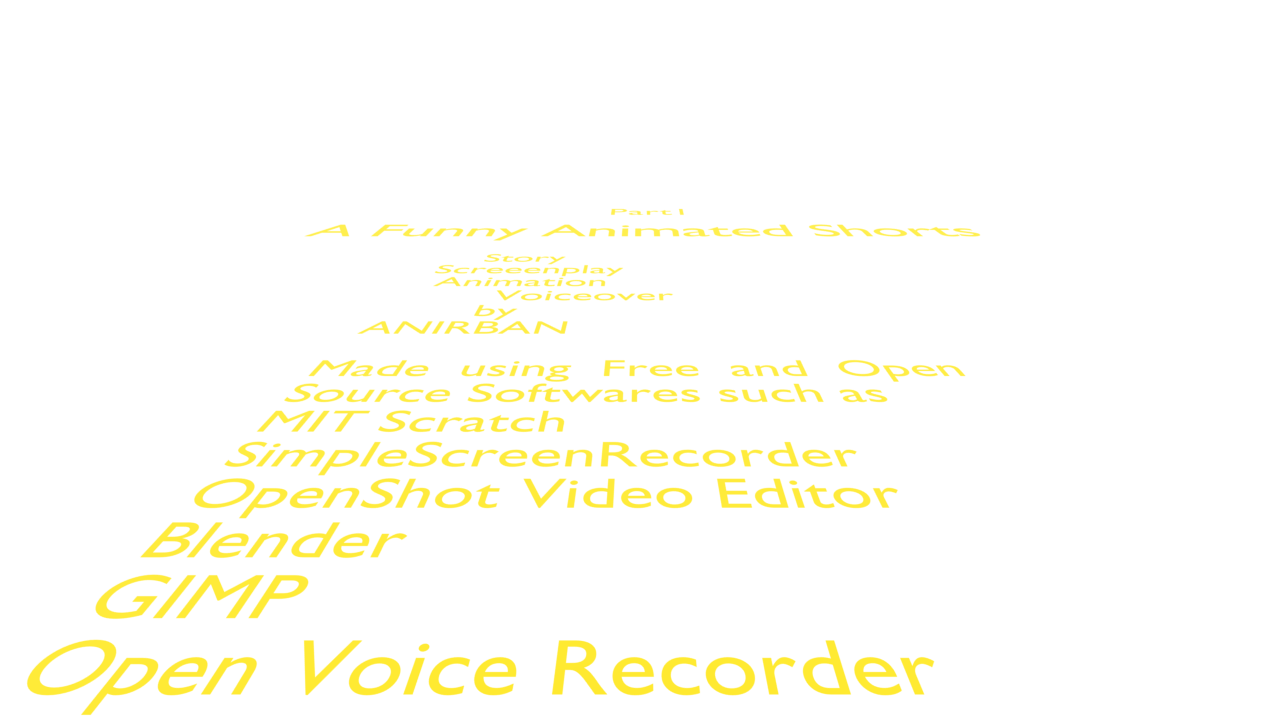 Part I
A Funny Animated Shorts
Story
Screeenplay
Animation
Voiceover
by
ANIRBAN
Made using Free and Open
Source Softwares such as
MIT Scratch
SimpleScreenRecorder
OpenShot Video Editor
Blender
GIMP
Open Voice Recorder